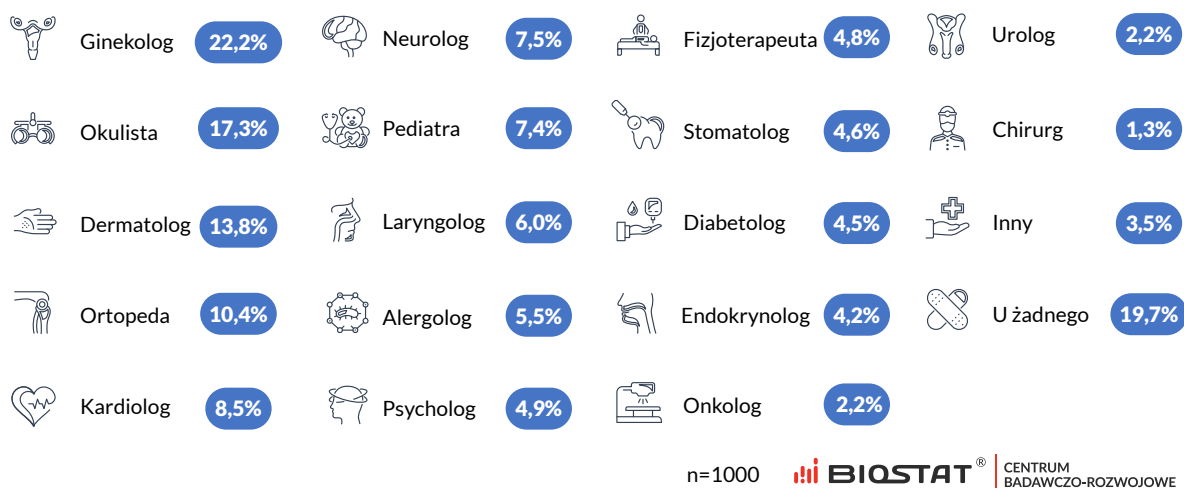 Ginekolog 22,2%
Okulista 17,3%
Dermatolog 13,8%
Ortopeda 10,4%
Kardiolog 8,5%
Neurolog 7,5%
Pediatra 7,4%
Laryngolog 6,0%
Alergolog 5,5%
Psycholog 4,9%
Fizjoterapeuta 4,8%
Stomatolog 4,6%
Diabetolog 4,5%
Endokrynolog 4,2%
Onkolog 2,2%
Urolog 2,2%
Chirurg 1,3%
Inny 3,5%
U żadnego 19,7%
n=1000
BIOSTAT®
CENTRUM
BADAWCZO-ROZWOJOWE